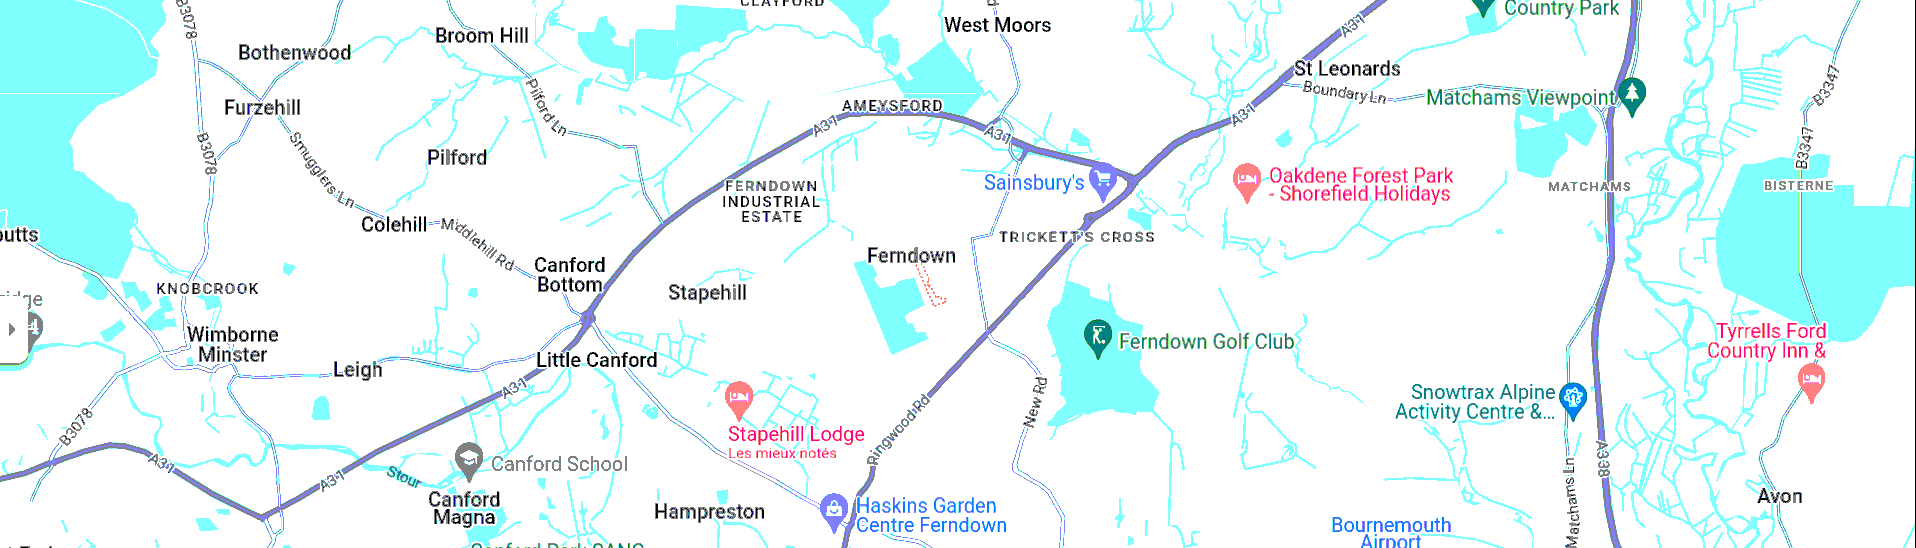 B3078
CLAYFORD
West Moors
A31
Country Park
Broom Hill
Bothenwood
St Leonards
Boundary Ln
Matchams Viewpoint
B3347
Furzehill
Pilford Ln
AMEYSFORD
A31
A31
A31
B3078
Smugglers Ln
Pilford
B3347
Sainsbury's
Oakdene Forest Park
- Shorefield Holidays
MATCHAMS
BISTERNE
FERNDOWN
INDUSTRIAL
ESTATE
Colehill
Middlehill Rd
TRICKETT'S CROSS
Ferndown
Canford
Bottom
KNOBCROOK
Stapehill
Wimborne
Minster
Tyrrells Ford
Country Inn &
Ferndown Golf Club
Little Canford
Leigh
A31
New Rd
Snowtrax Alpine
Activity Centre &...
B3078
Ringwood Rd
Stapehill Lodge
Les mieux notés
A31
A31
Stour
Canford School
A338
Matchams Ln
Canford
Magna
Hampreston
Haskins Garden
Centre Ferndown
Avon
Bournemouth
Airport